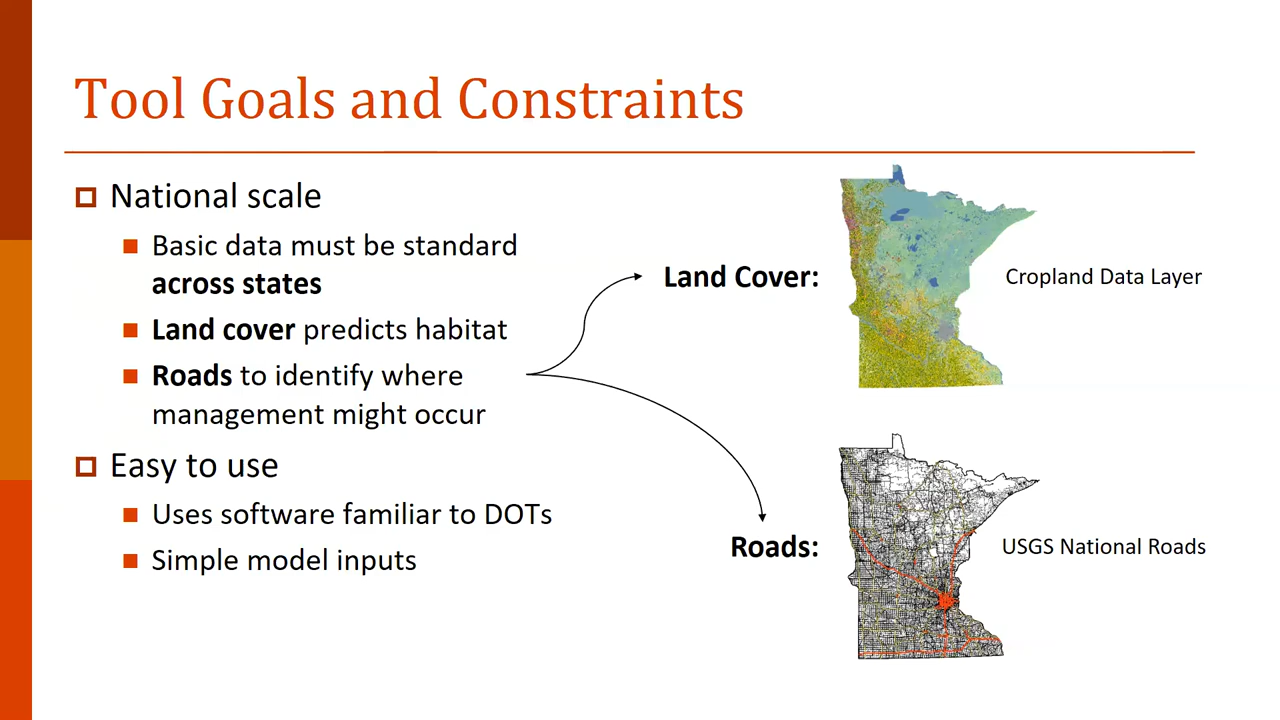 Tool Goals and Constraints
National scale
Basic data must be standard
across states
Land cover predicts habitat
Roads to identify where
management might occur
Easy to use
Uses software familiar to DOTs
Simple model inputs
Land Cover:
Cropland Data Layer
Roads:
USGS National Roads